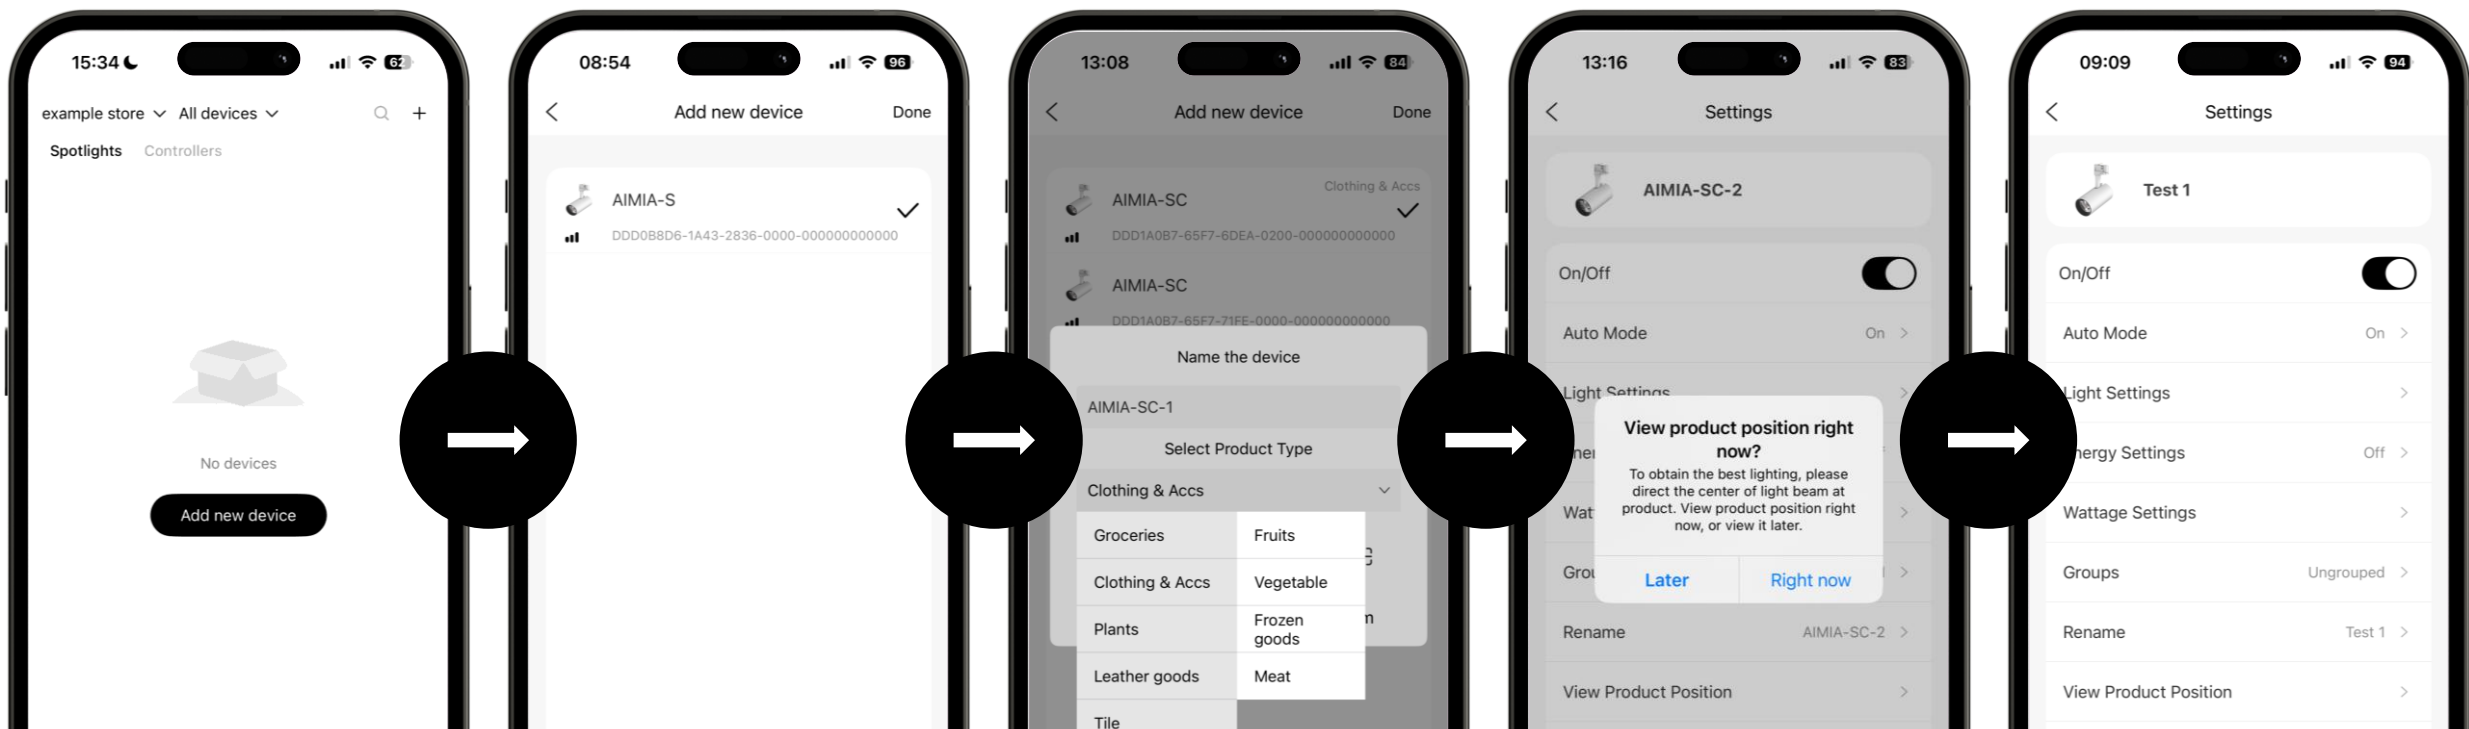 15:34
62
example store
All devices
Spotlights
Controllers
No devices
Add new device
08:54
96
Add new device
Done
AIMIA-S
DDD0B8D6-1A43-2836-0000-000000000000
13:08
84
Add new device
Done
Clothing & Accs
AIMIA-SC
DDD1A0B7-65F7-6DEA-0200-000000000000
AIMIA-SC
DDD1A0B7-65F7-71FE-0000-000000000000
Name the device
AIMIA-SC-1
Select Product Type
Clothing & Accs
Groceries
Fruits
Clothing & Accs
Vegetable
Plants
Frozen
goods
Leather goods
Meat
Tile
13:16
83
Settings
AIMIA-SC-2
On/Off
Auto Mode
On
Light Settings
View product position right
now?
To obtain the best lighting, please
direct the center of light beam at
product. View product position right
now, or view it later.
Later
Right now
Rename
AIMIA-SC-2
View Product Position
09:09
94
Settings
Test 1
On/Off
Auto Mode
On
Light Settings
nergy Settings
Off
Wattage Settings
Groups
Ungrouped
Rename
Test 1
View Product Position